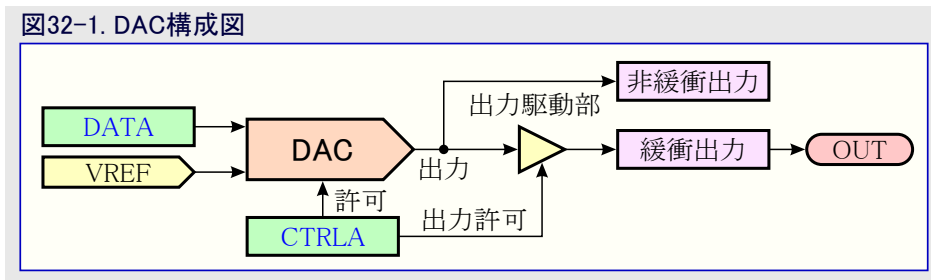 図32-1. DAC構成図
非緩衝出力
出力駆動部
DATA
DAC
緩衝出力
OUT
VREF
出力
許可
出力許可
CTRLA